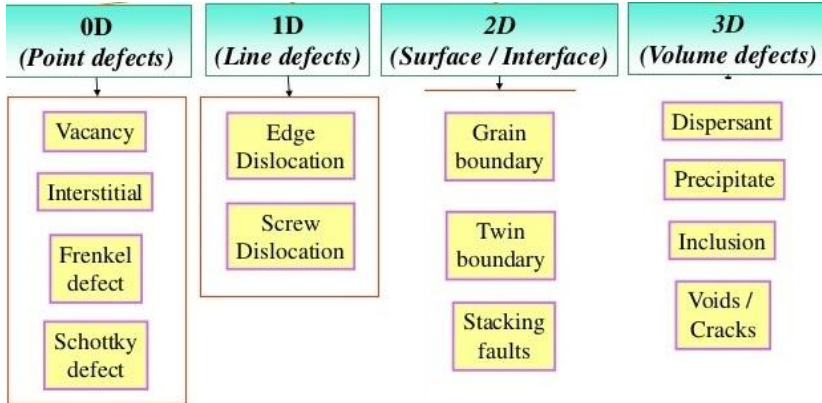 0D
(Point defects)
Vacancy
Interstitial
Frenkel
defect
Schottky
defect
1D
(Line defects)
Edge
Dislocation
Screw
Dislocation
2D
(Surface / Interface)
Grain
boundary
Twin
boundary
Stacking
faults
3D
(Volume defects)
Dispersant
Precipitate
Inclusion
Voids /
Cracks